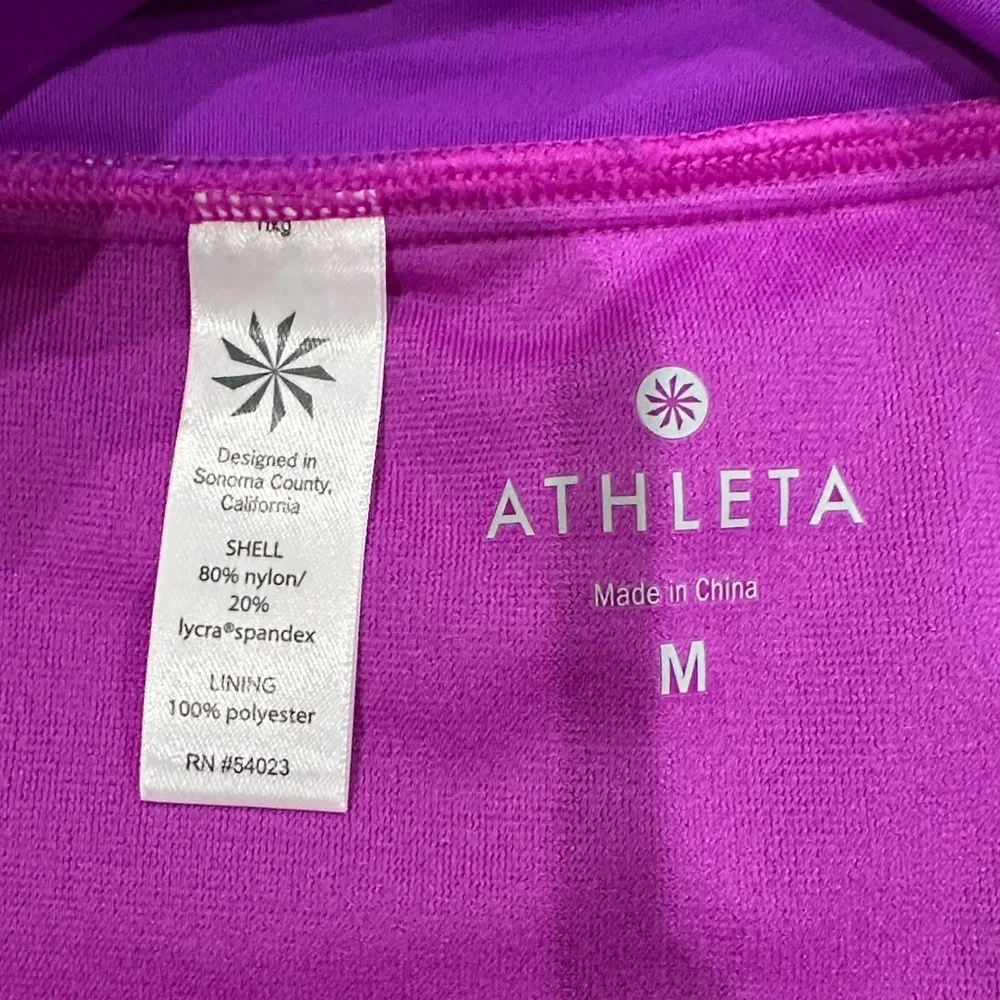 Designed in
Sonoma County,
California
SHELL
80% nylon/
20%
lycra®spandex
LINING
100% polyester
RN #54023
ATHLETA
Made in China
M